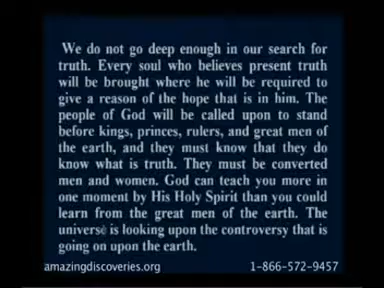 We do not go deep enough in our search for
truth. Every soul who believes present truth
will be brought where he will be required to
give a reason of the hope that is in him. The
people of God will be called upon to stand
before kings, princes, rulers, and great men of
the earth, and they must know that they do
know what is truth. They must be converted
men and women. God can teach you more in
one moment by His Holy Spirit than you could
learn from the great men of the earth. The
universe is looking upon the controversy that is
going on upon the earth.
amazingdiscoveries.org 1-866-572-9457